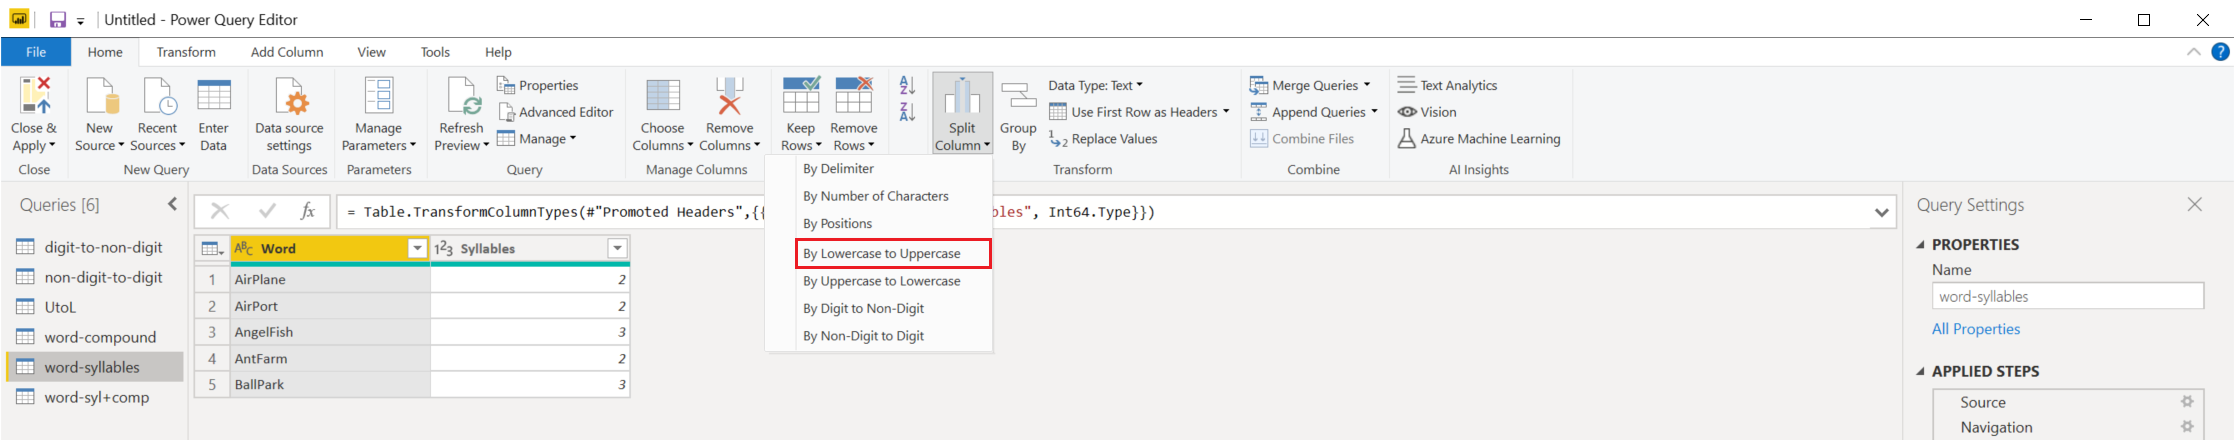 Untitled - Power Query Editor
File Home Transform Add Column View Tools Help
Close & Apply
New Source
Recent Sources
Enter Data
Data source settings
Manage Parameters
Refresh Preview
Properties
Advanced Editor
Manage
Choose Columns
Remove Columns
Keep Rows
Remove Rows
Split Column
Group By
Data Type: Text
Use First Row as Headers
Replace Values
Merge Queries
Append Queries
Combine Files
Text Analytics
Vision
Azure Machine Learning
Close New Query Data Sources Parameters Query Manage Columns Transform Combine AI Insights
By Delimiter
By Number of Characters
By Positions
By Lowercase to Uppercase
By Uppercase to Lowercase
By Digit to Non-Digit
By Non-Digit to Digit
Queries [6]
digit-to-non-digit
non-digit-to-digit
UtoL
word-compound
word-syllables
word-syl+comp
fx = Table.TransformColumnTypes(#"Promoted Headers",{{ bles", Int64.Type}})
ABC Word 123 Syllables
1 AirPlane 2
2 AirPort 2
3 AngelFish 3
4 AntFarm 2
5 BallPark 3
Query Settings
PROPERTIES
Name
word-syllables
All Properties
APPLIED STEPS
Source
Navigation